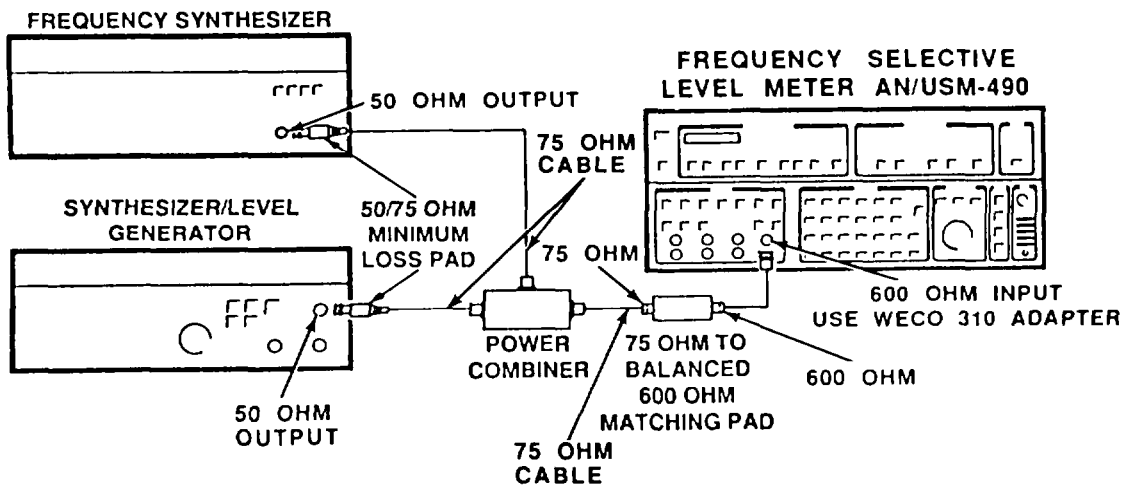 FREQUENCY SYNTHESIZER
50 OHM OUTPUT
FREQUENCY SELECTIVE
LEVEL METER AN/USM-490
75 OHM
CABLE
SYNTHESIZER/LEVEL
GENERATOR
50/75 OHM
MINIMUM
LOSS PAD
75 OHM
600 OHM INPUT
USE WECO 310 ADAPTER
POWER
COMBINER
75 OHM TO
BALANCED
600 OHM
MATCHING PAD
600 OHM
50 OHM
OUTPUT
75 OHM
CABLE